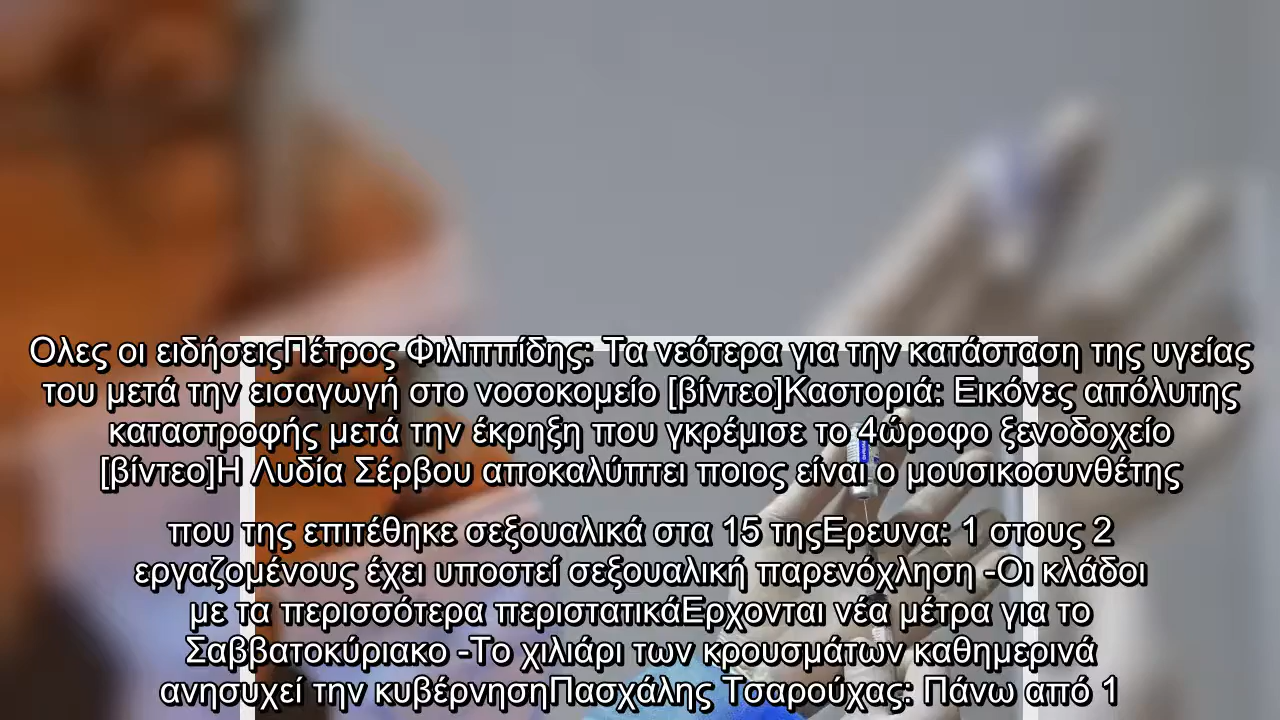 Ολες οι ειδήσειςΠέτρος Φιλιππίδης: Τα νεότερα για την κατάσταση της υγείας
του μετά την εισαγωγή στο νοσοκομείο [βίντεο]Καστοριά: Εικόνες απόλυτης
καταστροφής μετά την έκρηξη που γκρέμισε το 4ώροφο ξενοδοχείο
[βίντεο]Η Λυδία Σέρβου αποκαλύπτει ποιος είναι ο μουσικοσυνθέτης
που της επιτέθηκε σεξουαλικά στα 15 τηςΕρευνα: 1 στους 2
εργαζομένους έχει υποστεί σεξουαλική παρενόχληση -Οι κλάδοι
με τα περισσότερα περιστατικάΕρχονται νέα μέτρα για το
Σαββατοκύριακο -Το χιλιάρι των κρουσμάτων καθημερινά
ανησυχεί την κυβέρνησηΠασχάλης Τσαρούχας: Πάνω από 1